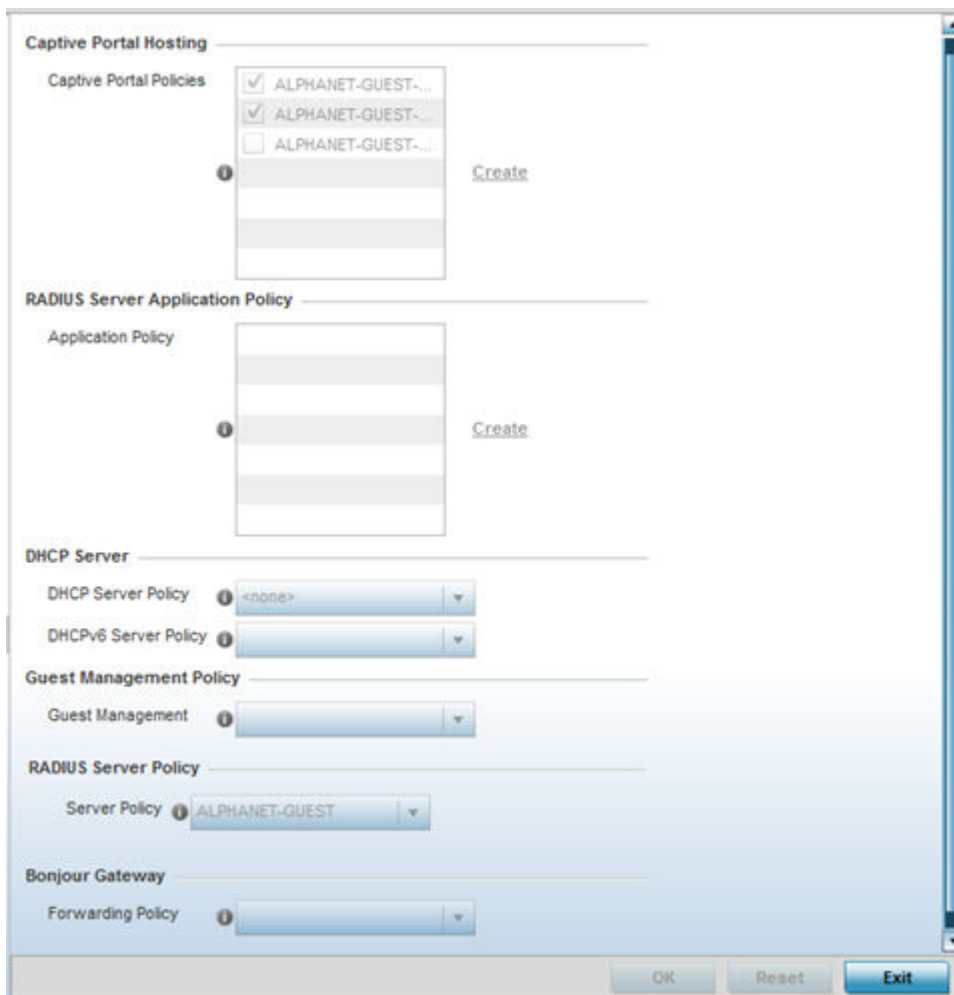 Captive Portal Hosting
Captive Portal Policies
ALPHANET-GUEST-...
ALPHANET-GUEST-...
ALPHANET-GUEST-...
Create
RADIUS Server Application Policy
Application Policy
Create
DHCP Server
DHCP Server Policy
<none>
DHCPv6 Server Policy
Guest Management Policy
Guest Management
RADIUS Server Policy
Server Policy
ALPHANET-GUEST
Bonjour Gateway
Forwarding Policy
OK
Reset
Exit